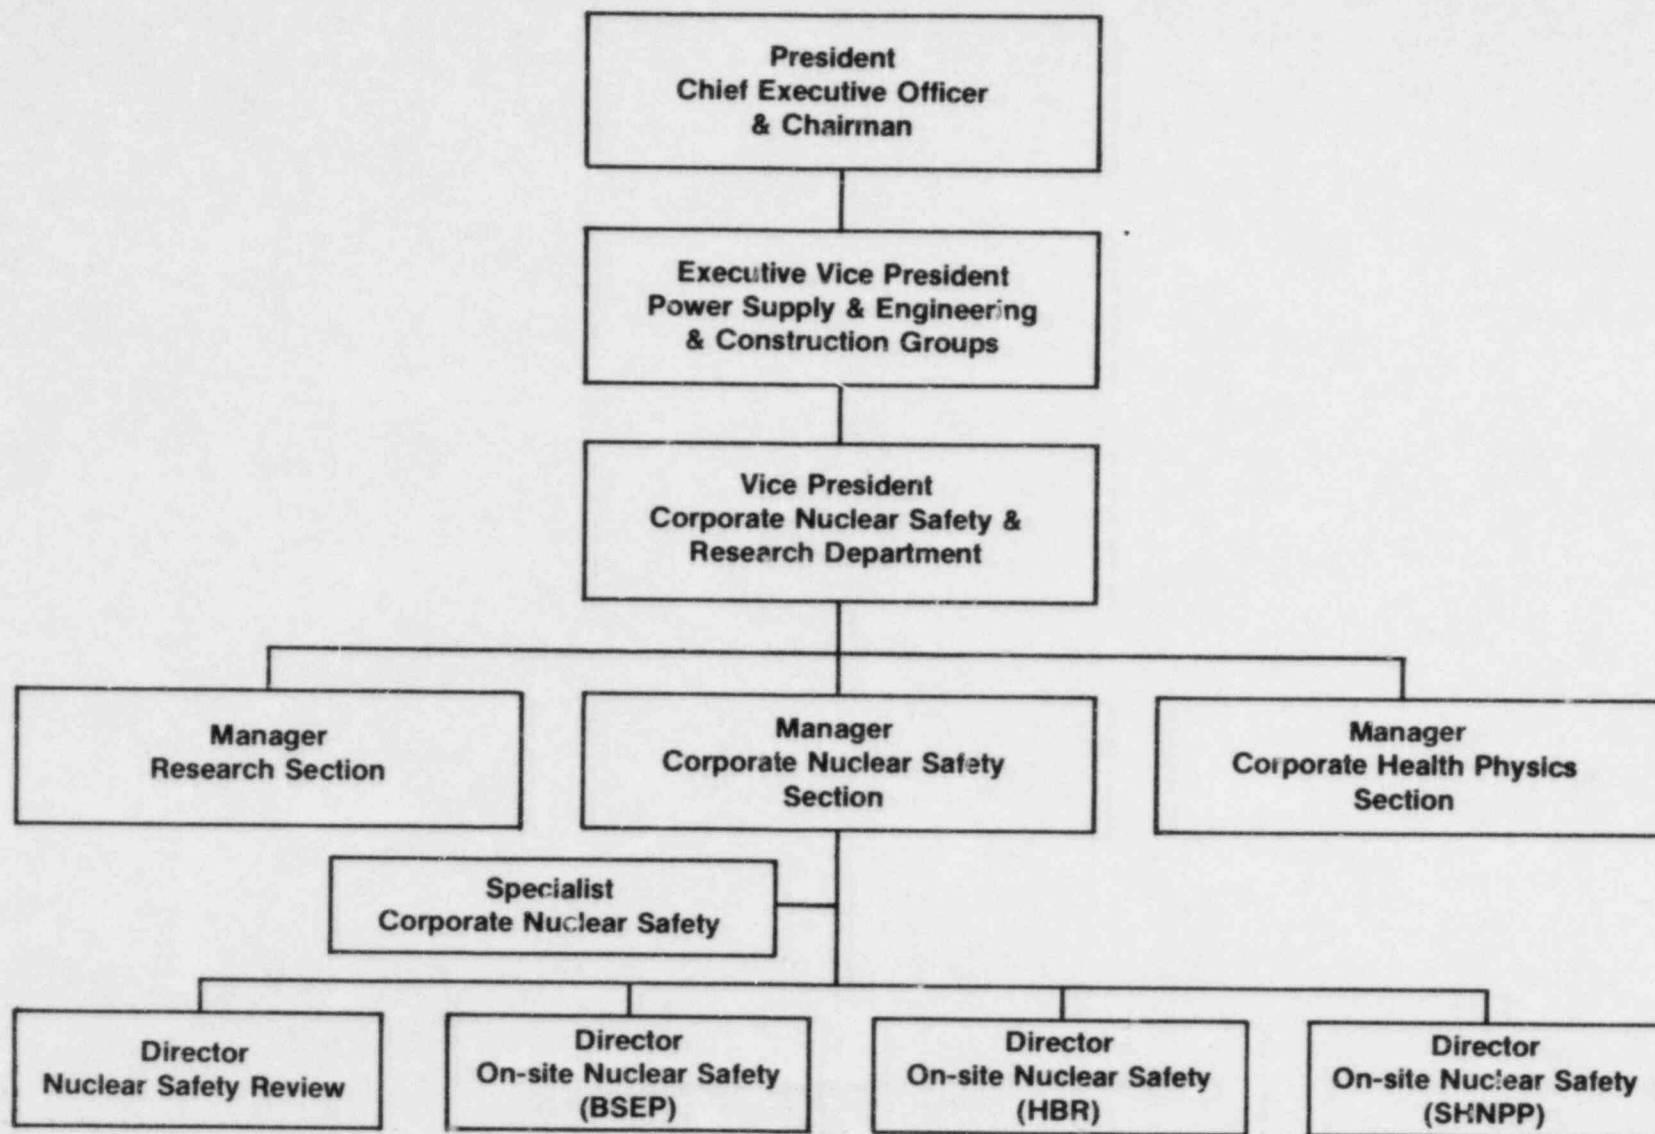 President
Chief Executive Officer
& Chairman
Executive Vice President
Power Supply & Engineering
& Construction Groups
Vice President
Corporate Nuclear Safety &
Research Department
Manager
Research Section
Manager
Corporate Nuclear Safety
Section
Manager
Corporate Health Physics
Section
Specialist
Corporate Nuclear Safety
Director
Nuclear Safety Review
Director
On-site Nuclear Safety
(BSEP)
Director
On-site Nuclear Safety
(HBR)
Director
On-site Nuclear Safety
(SHNPP)